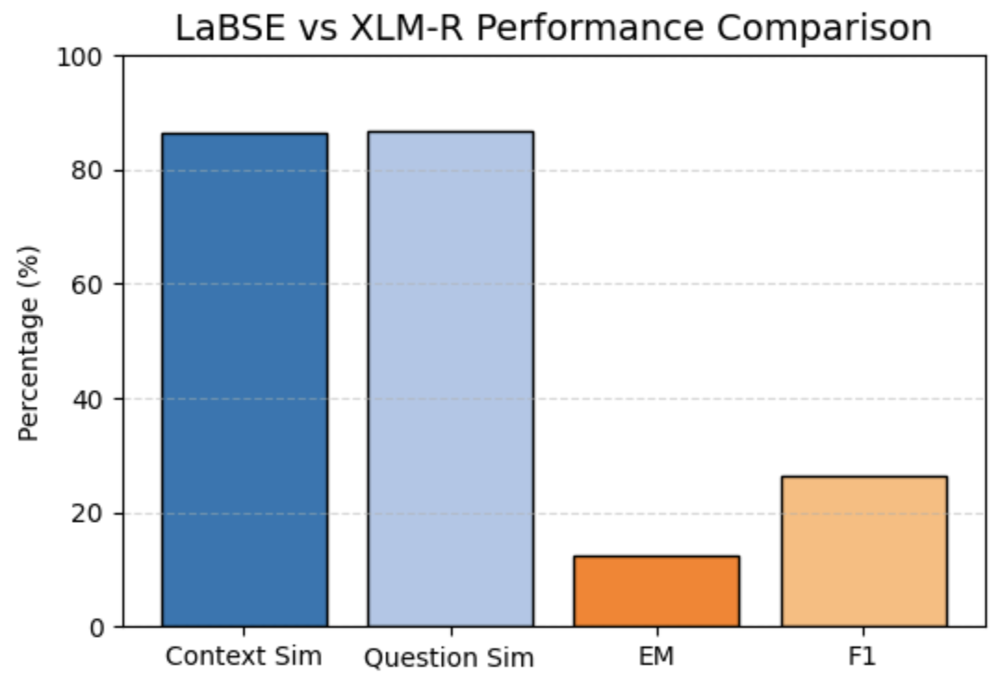 LaBSE vs XLM-R Performance Comparison
Percentage (%)
100
80
60
40
20
0
Context Sim
Question Sim
EM
F1